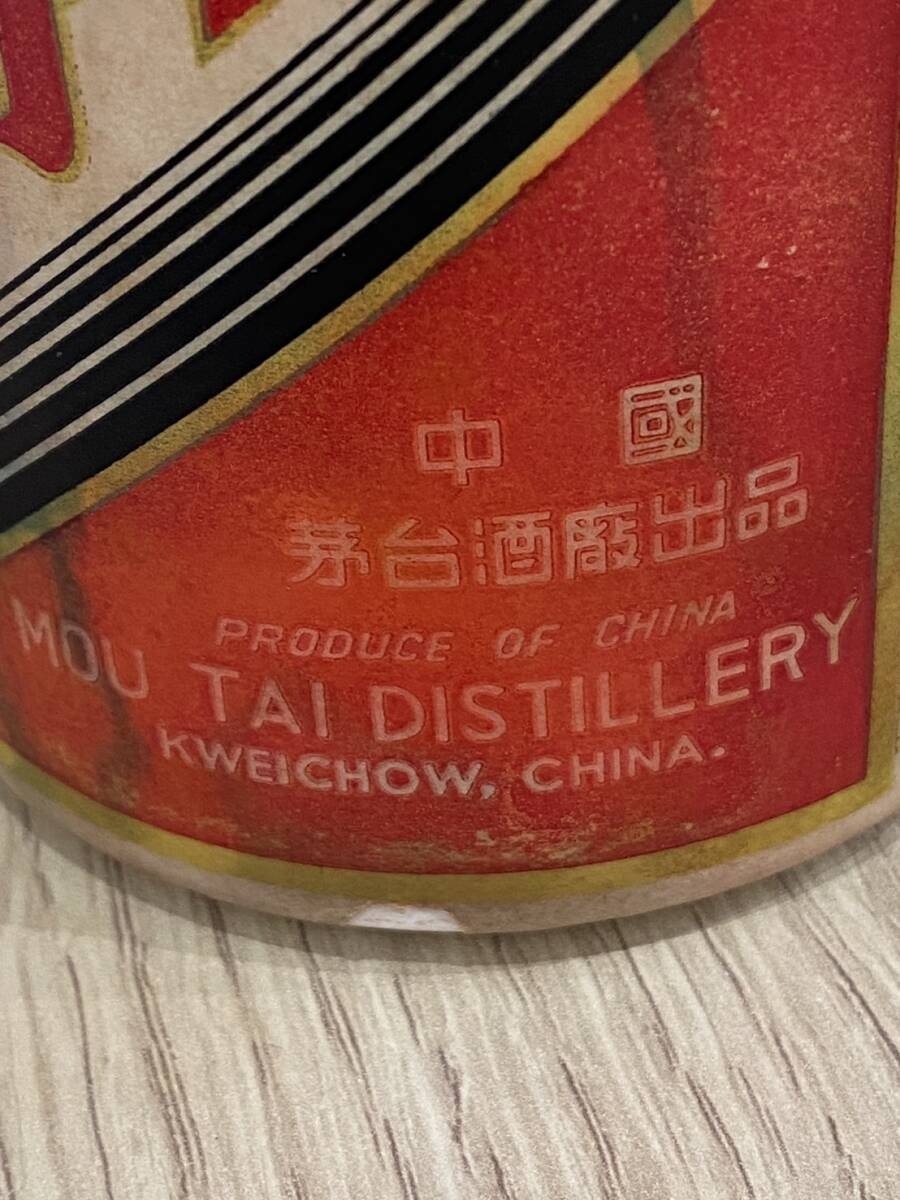 中 國
茅台酒廠出品
PRODUCE OF CHINA
MOU TAI DISTILLERY
KWEICHOW, CHINA.